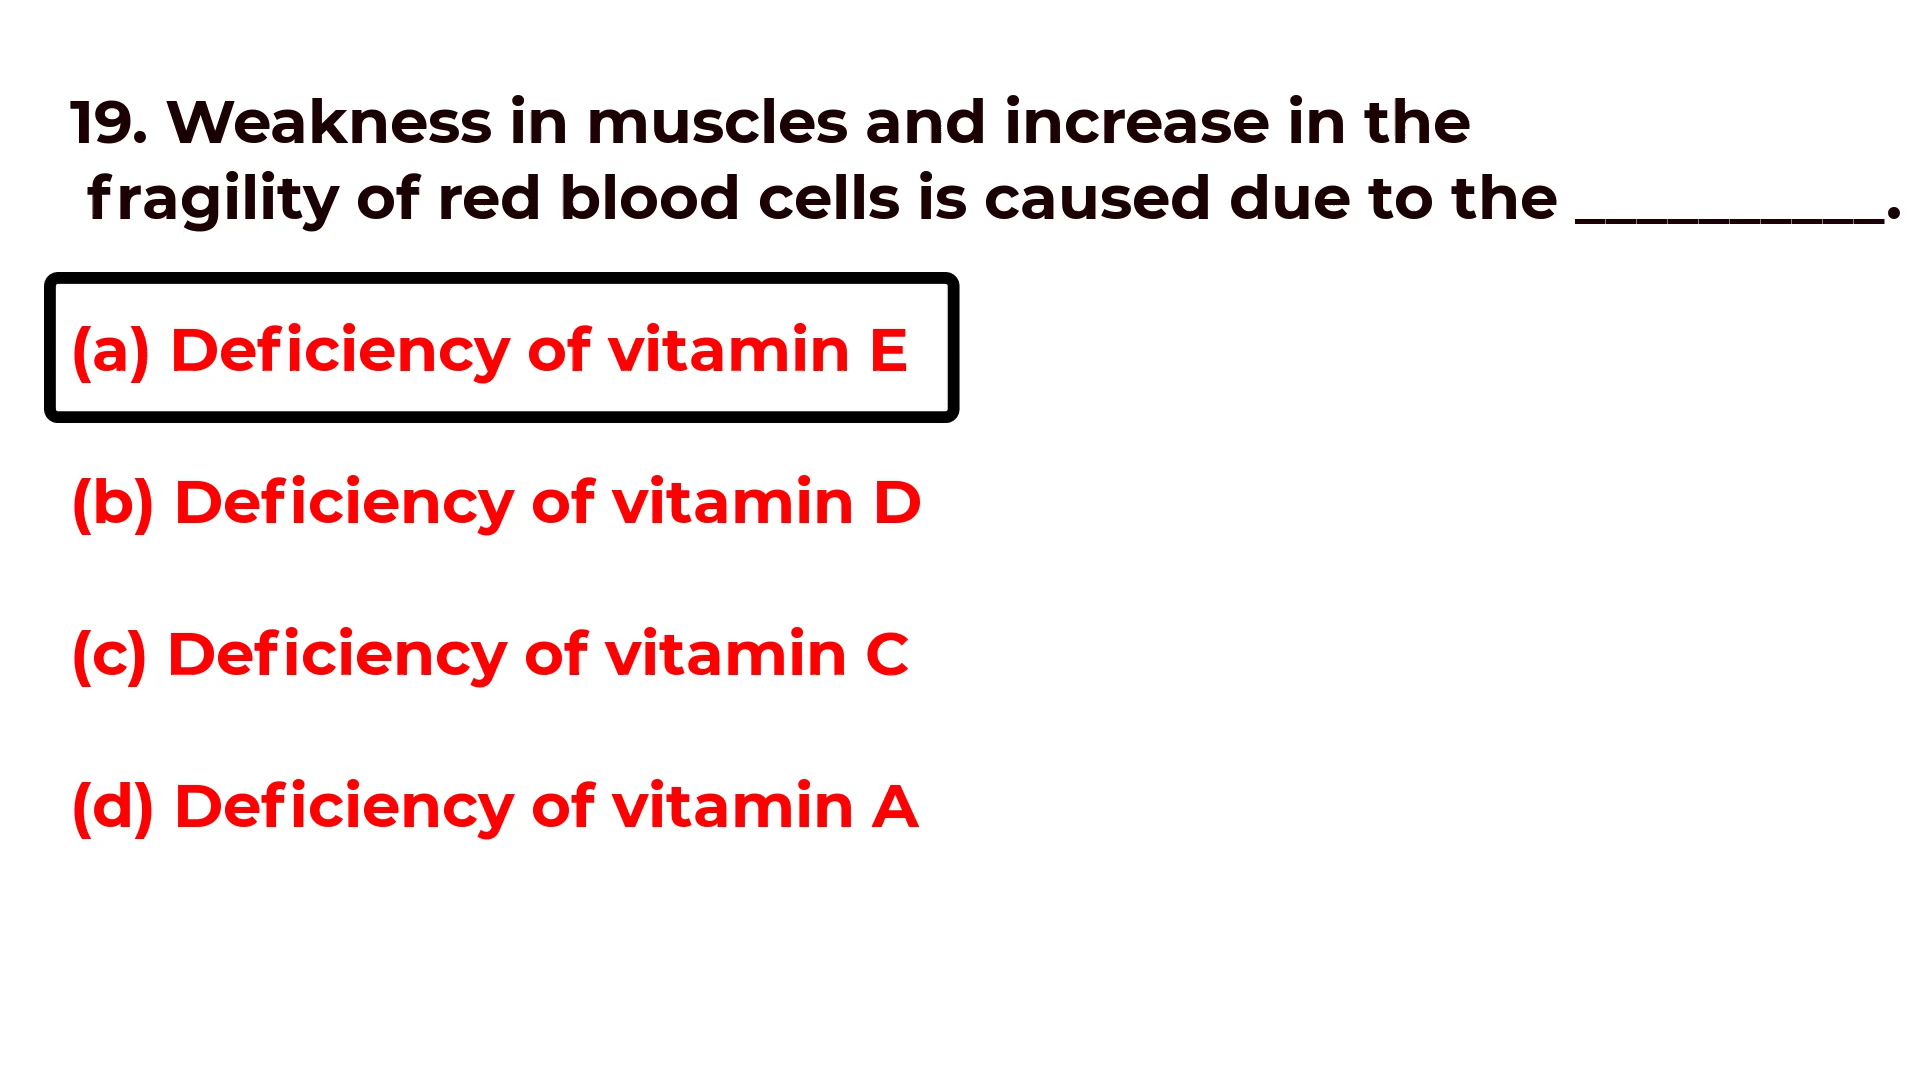 19. Weakness in muscles and increase in the
fragility of red blood cells is caused due to the __________.
(a) Deficiency of vitamin E
(b) Deficiency of vitamin D
(c) Deficiency of vitamin C
(d) Deficiency of vitamin A